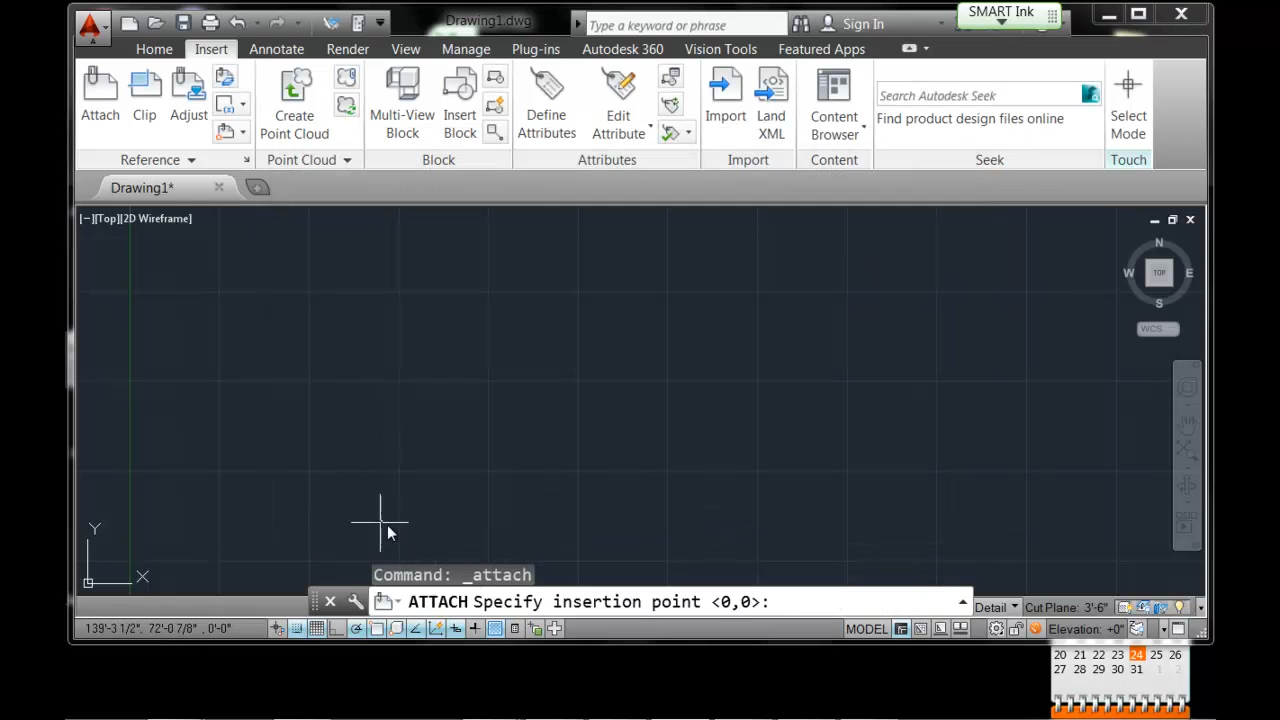 Drawing1.dwg
Type a keyword or phrase
Sign In
SMART Ink
Home Insert Annotate Render View Manage Plug-ins Autodesk 360 Vision Tools Featured Apps
Attach
Clip
Adjust
Create
Point Cloud
Multi-View
Block
Insert
Block
Define
Attributes
Edit
Attribute
Import
Land
XML
Content
Browser
Search Autodesk Seek
Find product design files online
Select
Mode
Reference
Point Cloud
Block
Attributes
Import
Content
Seek
Touch
Drawing1*
[−][Top][2D Wireframe]
N
W TOP E
S
WCS
Y
X
Command: _attach
ATTACH Specify insertion point <0,0>:
Detail Cut Plane: 3'-6"
139'-3 1/2", 72'-0 7/8" , 0'-0"
MODEL
Elevation: +0"
20 21 22 23 24 25 26
27 28 29 30 31 1 2